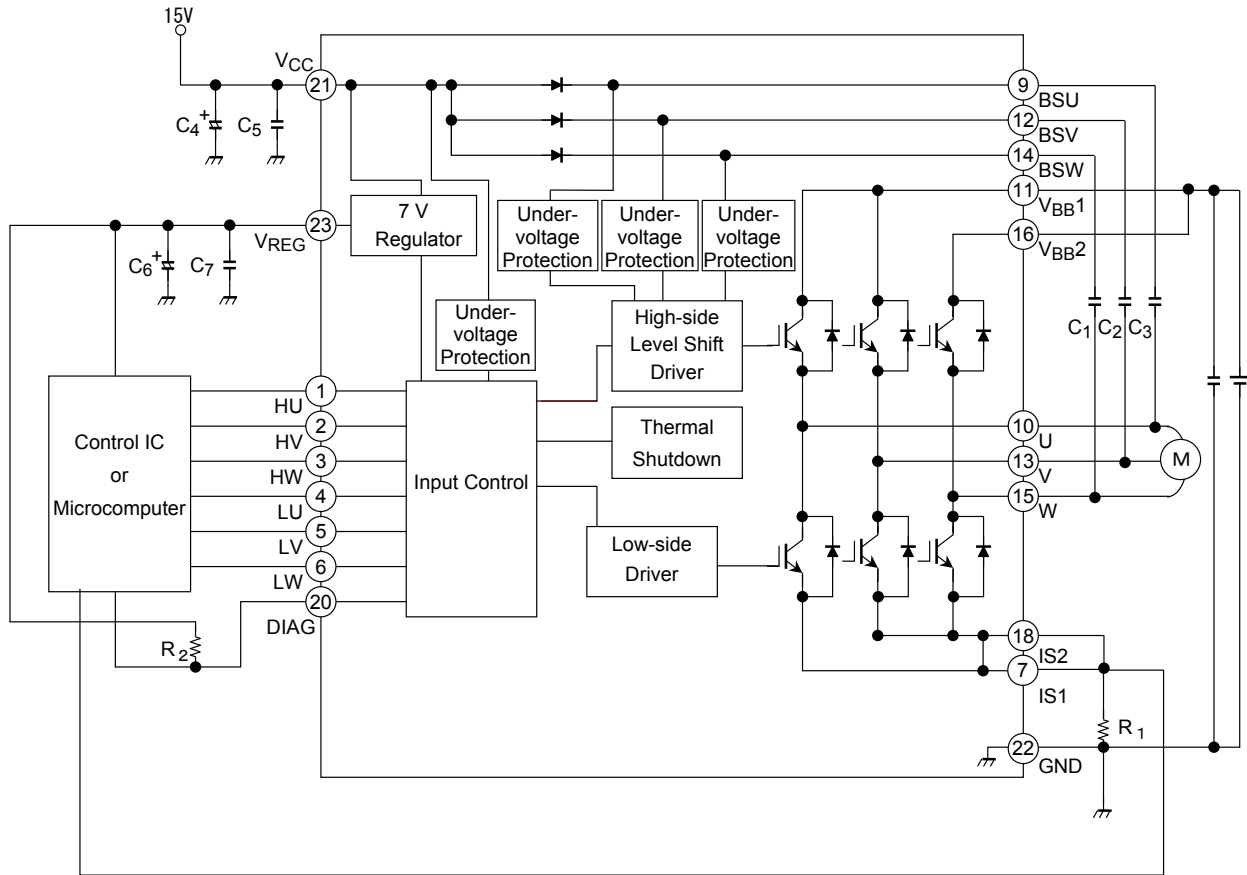 15V
VCC
21
9
BSU
C4
+
C5
12
BSV
14
BSW
11
VBB1
16
VBB2
23
VREG
7 V
Regulator
Under-
voltage
Protection
Under-
voltage
Protection
Under-
voltage
Protection
C6
+
C7
Under-
voltage
Protection
High-side
Level Shift
Driver
C1
C2
C3
Control IC
or
Microcomputer
1
HU
2
HV
3
HW
4
LU
5
LV
6
LW
20
DIAG
Input Control
Thermal
Shutdown
Low-side
Driver
10
U
13
V
15
W
M
R2
18
IS2
7
IS1
R1
22
GND